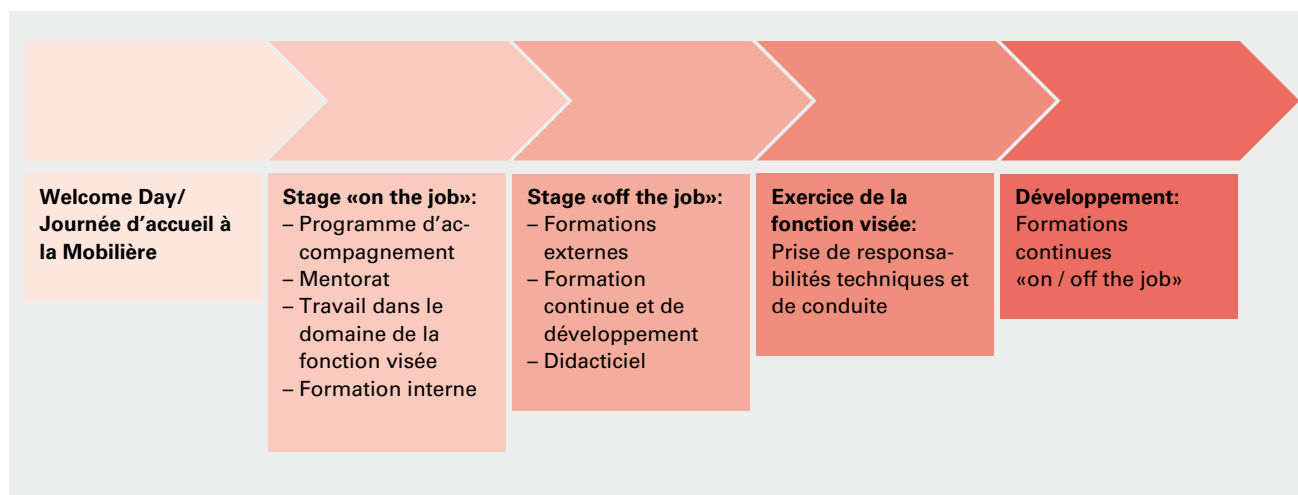 Welcome Day/
Journée d’accueil à
la Mobilière
Stage «on the job»:
– Programme d’ac-
compagnement
– Mentorat
– Travail dans le
domaine de la
fonction visée
– Formation interne
Stage «off the job»:
– Formations
externes
– Formation
continue et de
développement
– Didacticiel
Exercice de la
fonction visée:
Prise de responsa-
bilités techniques et
de conduite
Développement:
Formations
continues
«on / off the job»